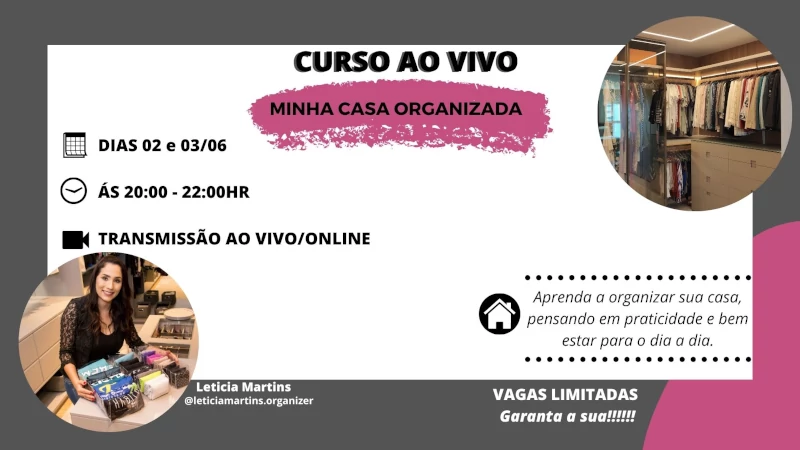 CURSO AO VIVO
MINHA CASA ORGANIZADA
DIAS 02 e 03/06
ÁS 20:00 - 22:00HR
TRANSMISSÃO AO VIVO/ONLINE
Aprenda a organizar sua casa,
pensando em praticidade e bem
estar para o dia a dia.
Leticia Martins
@leticiamartins.organizer
VAGAS LIMITADAS
Garanta a sua!!!!!!